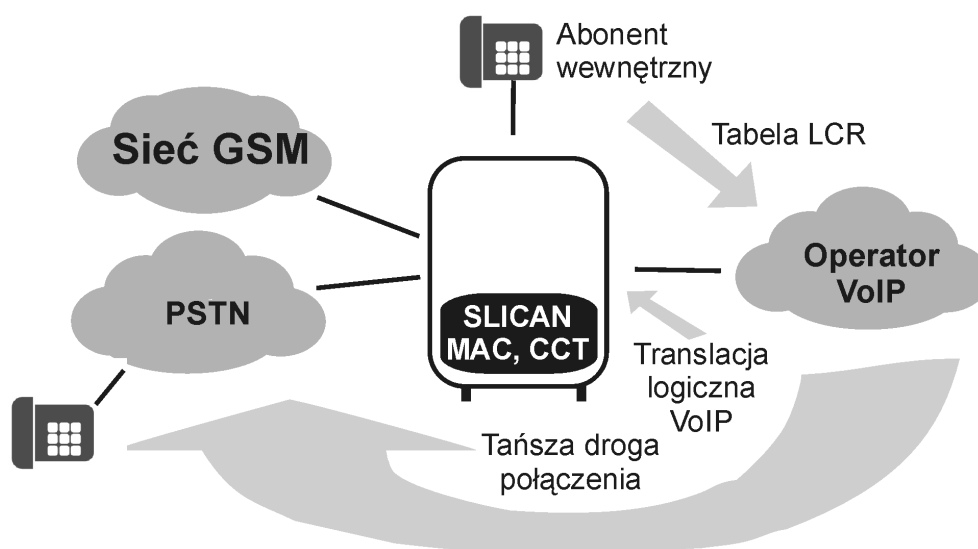 Abonent
wewnętrzny
Sieć GSM
Tabela LCR
Operator
VoIP
PSTN
SLICAN
MAC, CCT
Translacja
logiczna
VoIP
Tańsza droga
połączenia